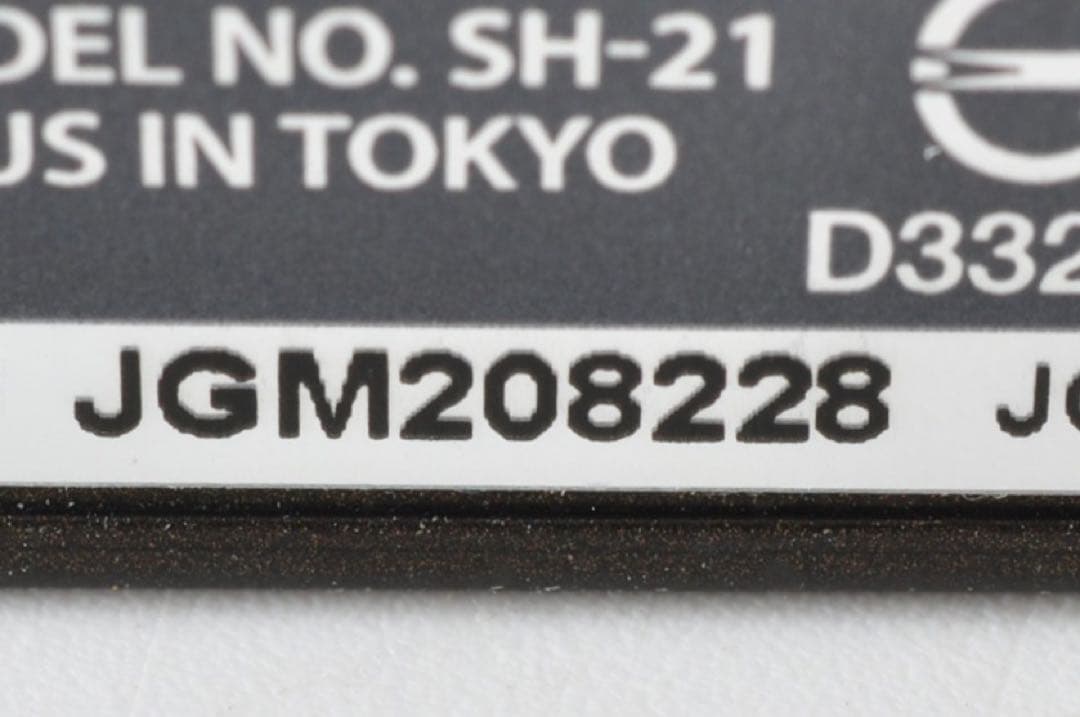 DEL NO. SH-21
US IN TOKYO
D332
JGM208228 J